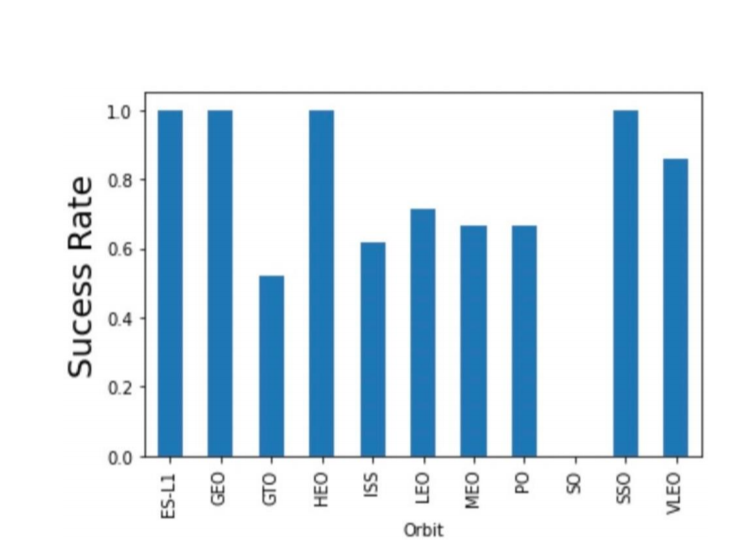 1.0
0.8
0.6
0.4
0.2
0.0
Sucess Rate
ES-L1
GEO
GTO
HEO
ISS
LEO
MEO
PO
SO
SSO
VLEO
Orbit